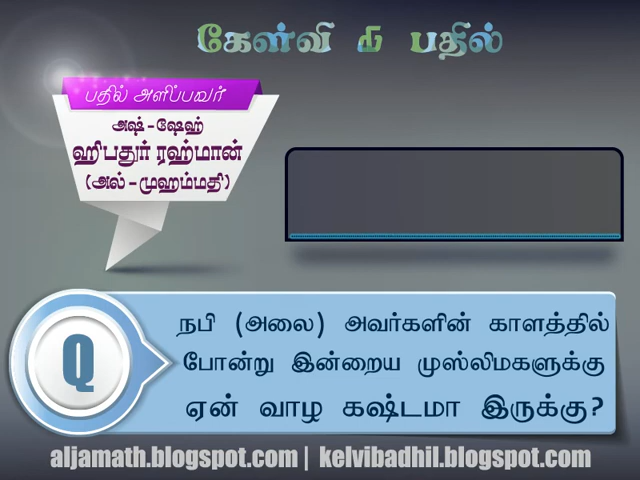 கேள்வி & பதில்
பதில் அளிப்பவர்
அஷ் - ஷேஹ்
ஹிபதுர் ரஹ்மான்
(அல் - முஹம்மதி)
Q
நபி (அலை) அவர்களின் காளத்தில்
போன்று இன்றைய முஸ்லிமகளுக்கு
ஏன் வாழ கஷ்டமா இருக்கு?
aljamath.blogspot.com | kelvibadhil.blogspot.com